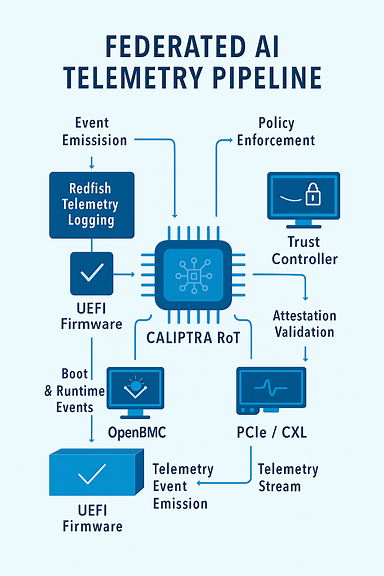 FEDERATED AI
TELEMETRY PIPELINE
Event
Emissision
Policy
Enforcement
Redfish
Telemetry
Logging
Trust
Controller
UEFI
Firmware
CALIPTRA RoT
Attestation
Validation
Boot
& Runtime
Events
OpenBMC
PCIe / CXL
Telemetry
Event
Emission
Telemetry
Stream
UEFI
Firmware